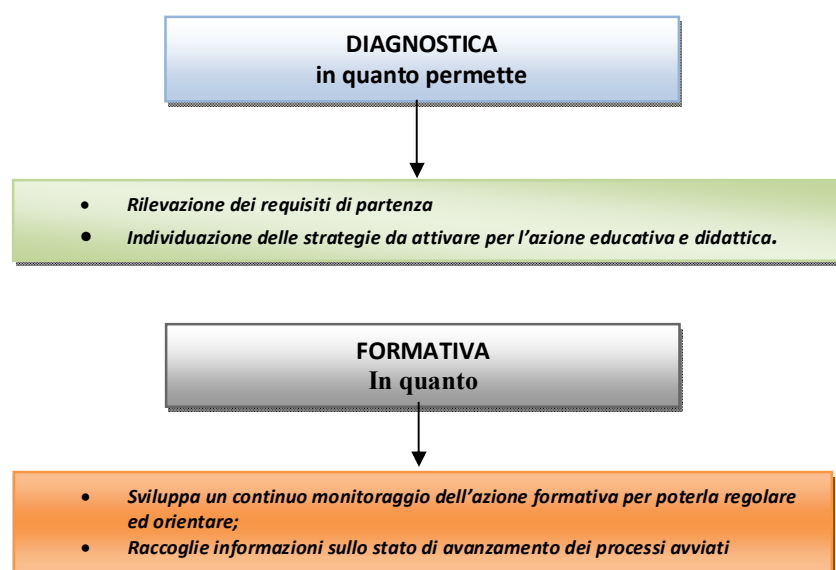 DIAGNOSTICA
in quanto permette
• Rilevazione dei requisiti di partenza
• Individuazione delle strategie da attivare per l’azione educativa e didattica.
FORMATIVA
In quanto
• Sviluppa un continuo monitoraggio dell’azione formativa per poterla regolare
ed orientare;
• Raccoglie informazioni sullo stato di avanzamento dei processi avviati